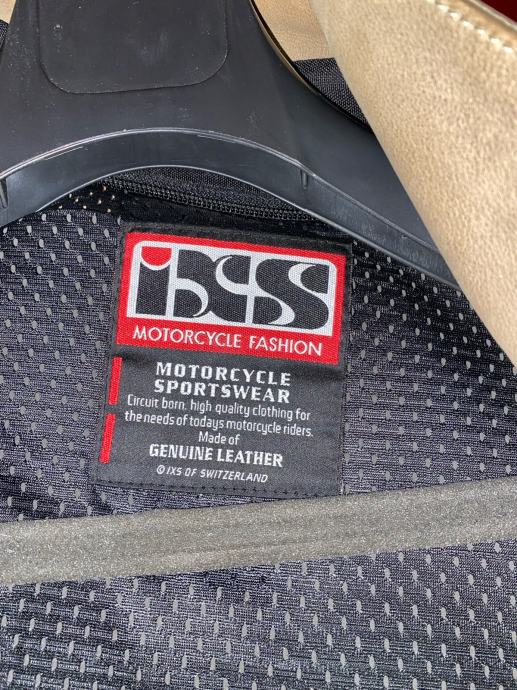 iXS
MOTORCYCLE FASHION
MOTORCYCLE
SPORTSWEAR
Circuit born, high quality clothing for
the needs of todays motorcycle riders.
Made of
GENUINE LEATHER
© IXS OF SWITZERLAND